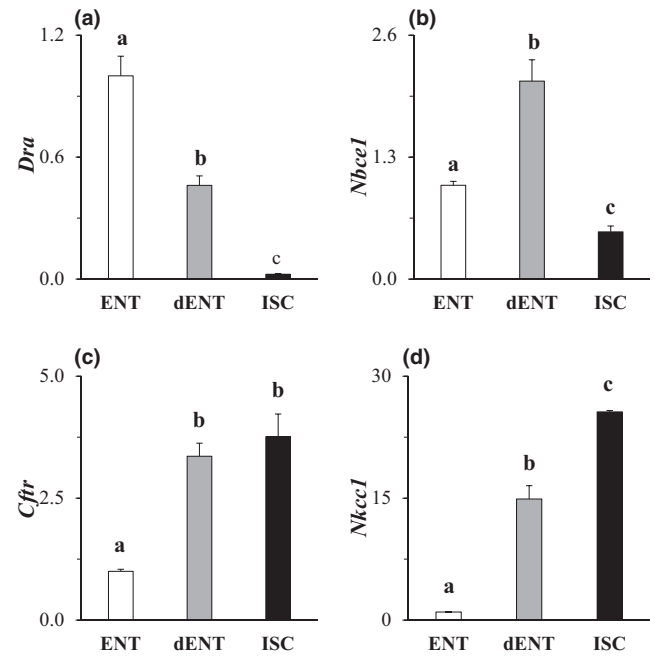 (a)
1.2
a
0.6
b
c
0.0
Dra
ENT dENT ISC
(b)
2.6
b
1.3
a
c
0.0
Nbce1
ENT dENT ISC
(c)
5.0
b
b
2.5
a
0.0
Cftr
ENT dENT ISC
(d)
30
c
b
15
a
0
Nkcc1
ENT dENT ISC